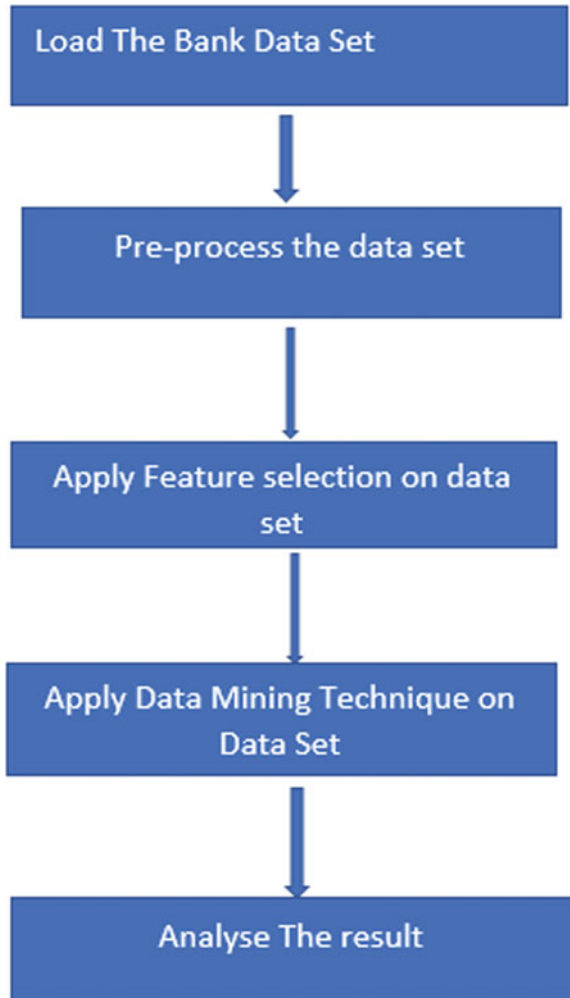 Load The Bank Data Set
Pre-process the data set
Apply Feature selection on data
set
Apply Data Mining Technique on
Data Set
Analyse The result